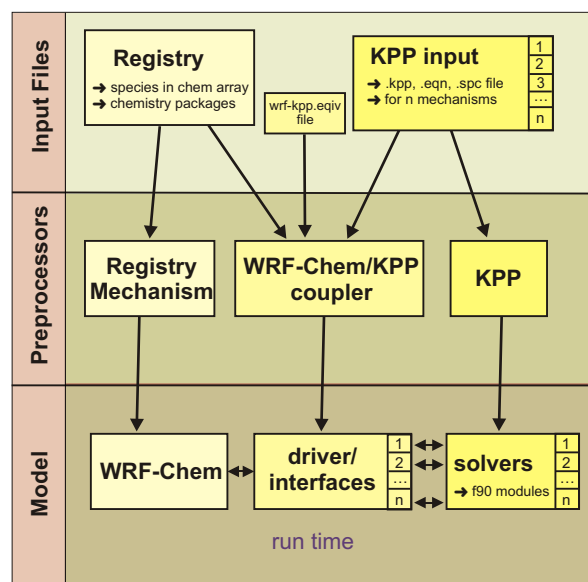 Input Files
Registry
➔ species in chem array
➔ chemistry packages
wrf-kpp.eqiv
file
KPP input
➔ .kpp, .eqn, .spc file
➔ for n mechanisms
1
2
3
...
n
Preprocessors
Registry
Mechanism
WRF-Chem/KPP
coupler
KPP
Model
WRF-Chem
driver/
interfaces
1
2
...
n
solvers
➔ f90 modules
1
2
...
n
run time